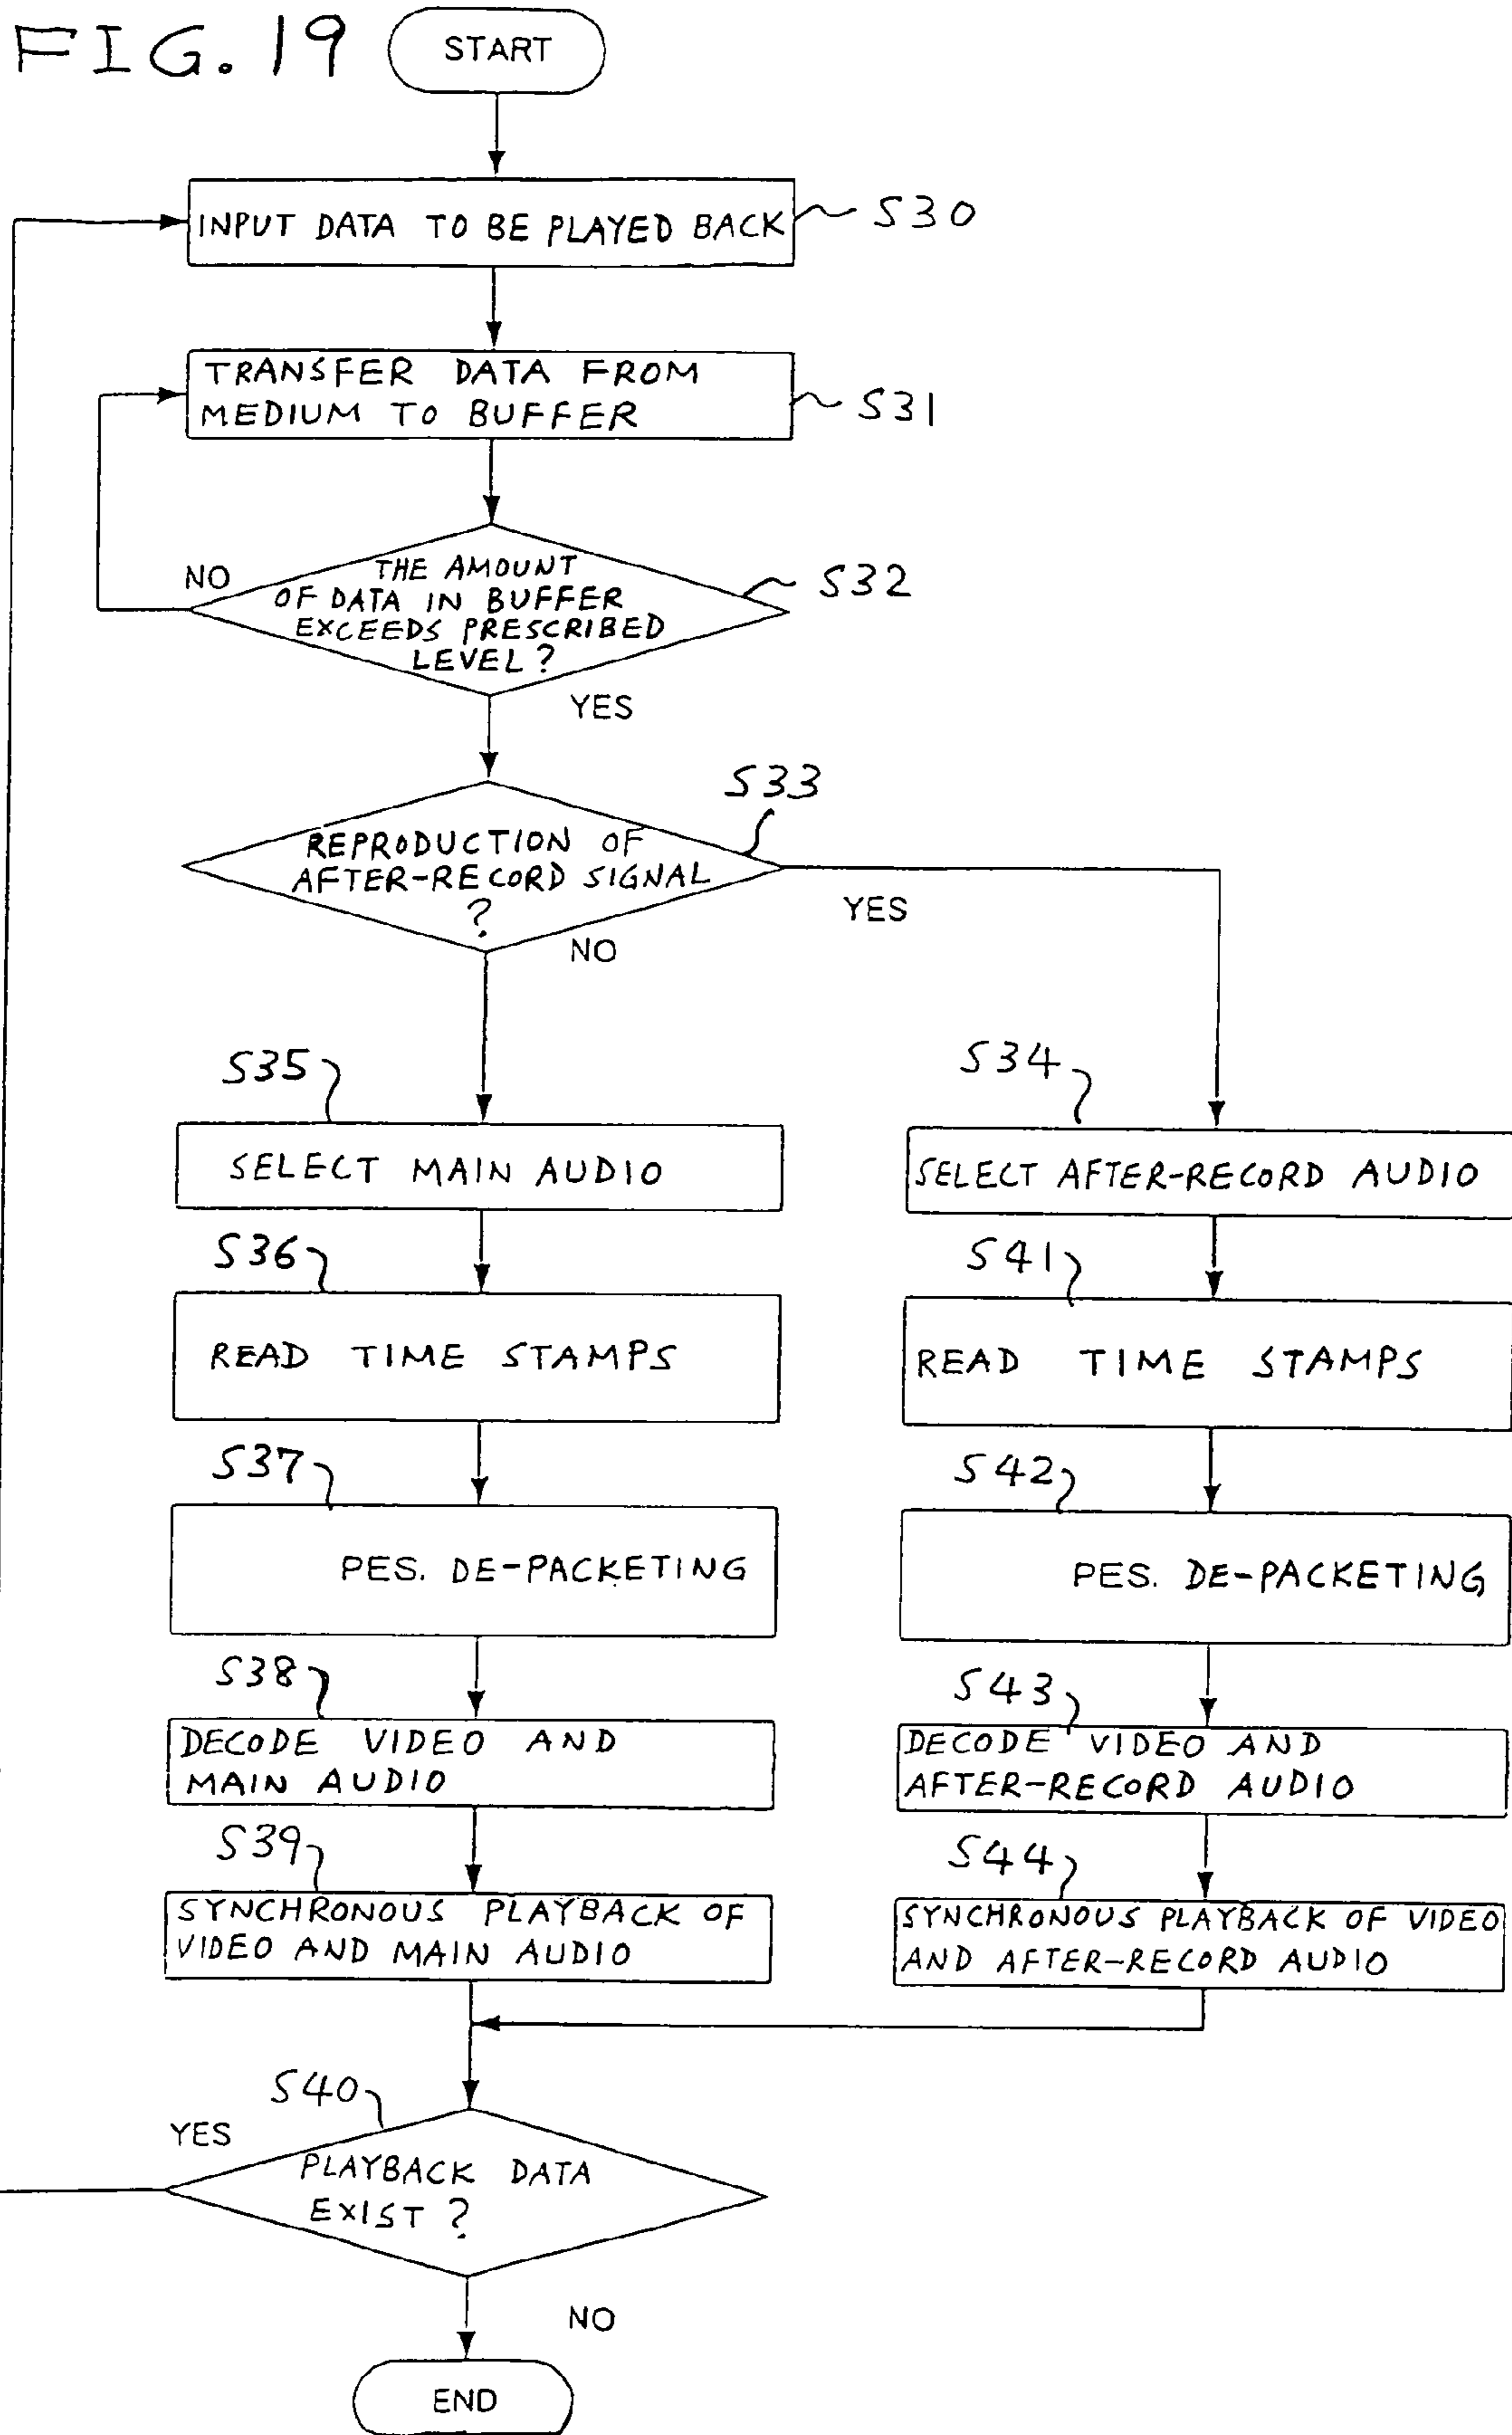 FIG. 19
START
INPUT DATA TO BE PLAYED BACK
S30
TRANSFER DATA FROM
MEDIUM TO BUFFER
S31
NO
THE AMOUNT
OF DATA IN BUFFER
EXCEEDS PRESCRIBED
LEVEL?
S32
YES
S33
REPRODUCTION OF
AFTER-RECORD SIGNAL
?
YES
NO
S35
SELECT MAIN AUDIO
S36
READ TIME STAMPS
S37
PES. DE-PACKETING
S38
DECODE VIDEO AND
MAIN AUDIO
S39
SYNCHRONOUS PLAYBACK OF
VIDEO AND MAIN AUDIO
S34
SELECT AFTER-RECORD AUDIO
S41
READ TIME STAMPS
S42
PES. DE-PACKETING
S43
DECODE VIDEO AND
AFTER-RECORD AUDIO
S44
SYNCHRONOUS PLAYBACK OF VIDEO
AND AFTER-RECORD AUDIO
S40
YES
PLAYBACK DATA
EXIST?
NO
END